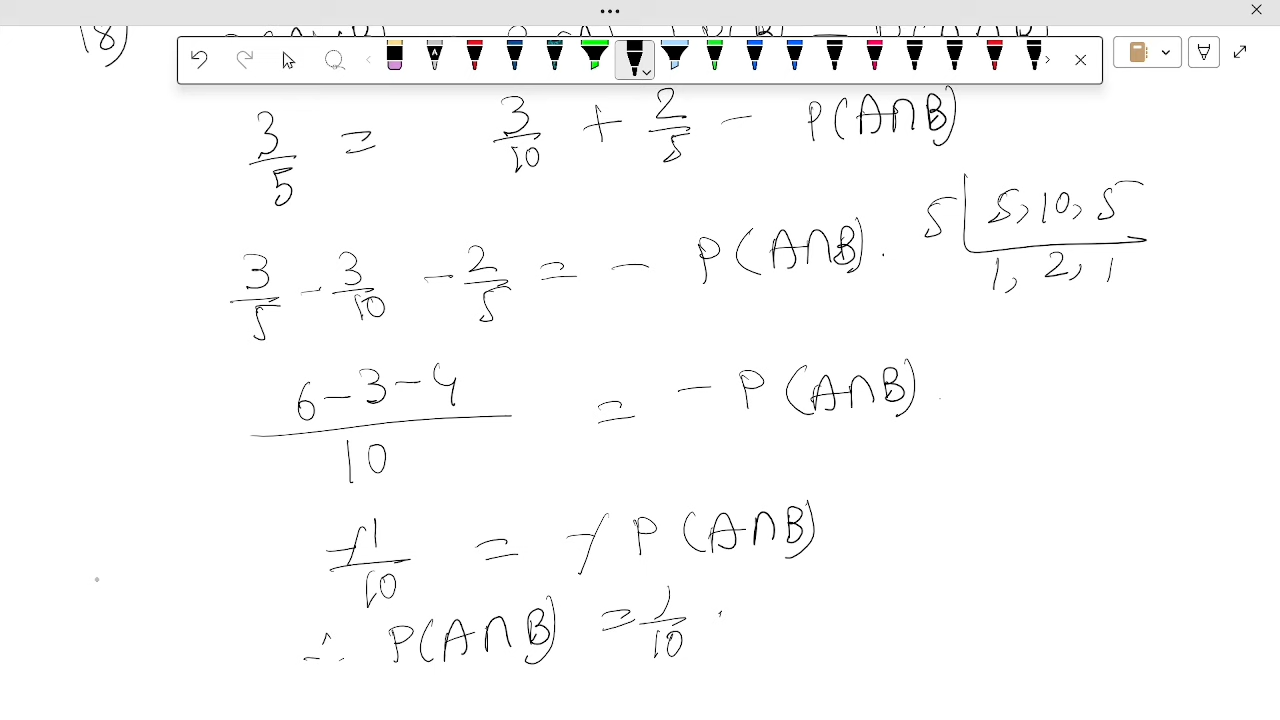 18)
3/5 = 3/10 + 2/5 - P(A∩B)
3/5 - 3/10 - 2/5 = - P(A∩B).
5 | 5, 10, 5
1, 2, 1
6-3-4/10 = - P(A∩B).
-1/10 = - P(A∩B)
∴ P(A∩B) = 1/10.